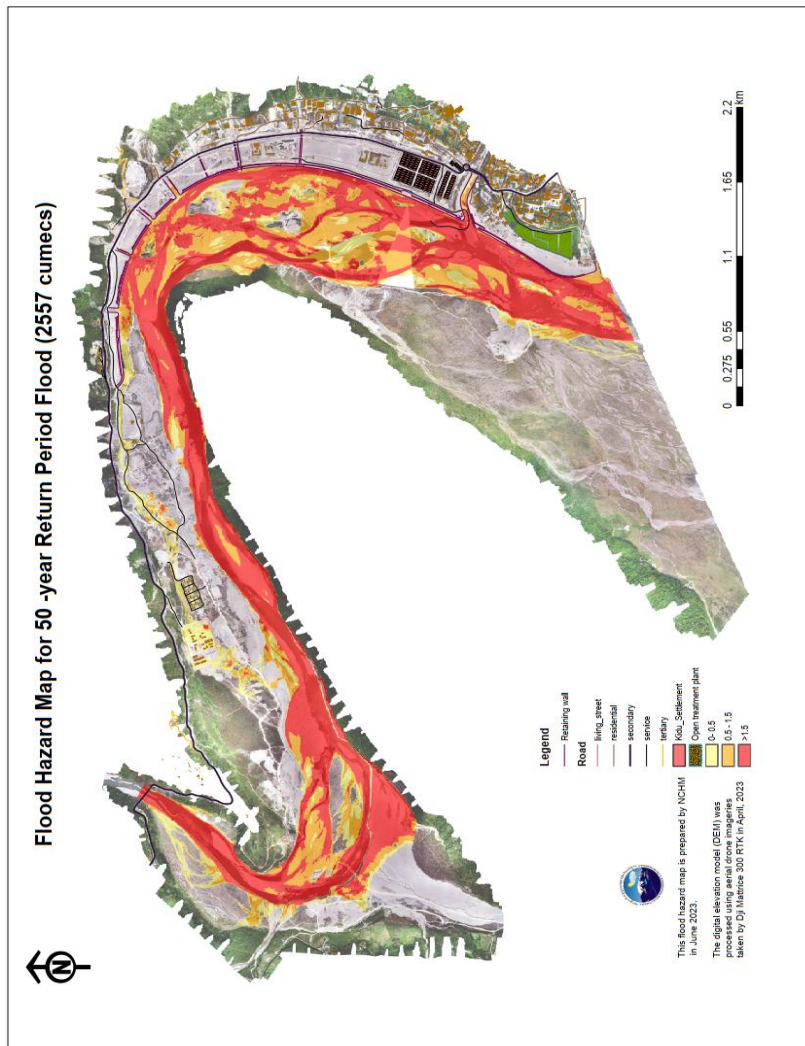 Flood Hazard Map for 50 -year Return Period Flood (2557 cumecs)
N
0 0.275 0.55 1.1 1.65 2.2
km
Legend
Retaining wall
Road
living_street
residential
secondary
service
tertiary
Kidu_Settlement
Open treatment plant
0- 0.5
0.5 - 1.5
>1.5
This flood hazard map is prepared by NCHM
in June 2023.
The digital elevation model (DEM) was
processed using aerial drone imageries
taken by Dji Mattrice 300 RTK in April, 2023